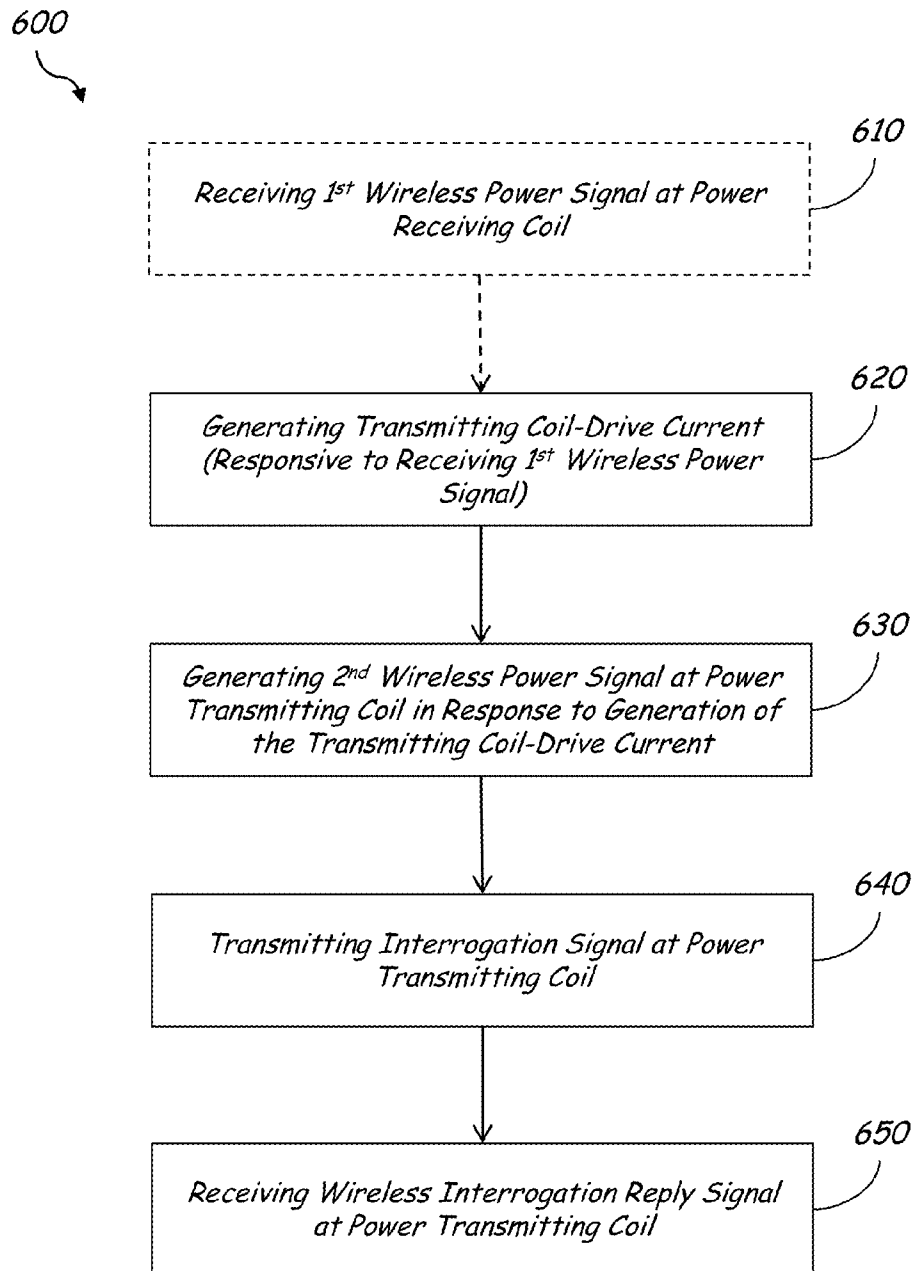 600
610
Receiving 1st Wireless Power Signal at Power
Receiving Coil
620
Generating Transmitting Coil-Drive Current
(Responsive to Receiving 1st Wireless Power
Signal)
630
Generating 2nd Wireless Power Signal at Power
Transmitting Coil in Response to Generation of
the Transmitting Coil-Drive Current
640
Transmitting Interrogation Signal at Power
Transmitting Coil
650
Receiving Wireless Interrogation Reply Signal
at Power Transmitting Coil